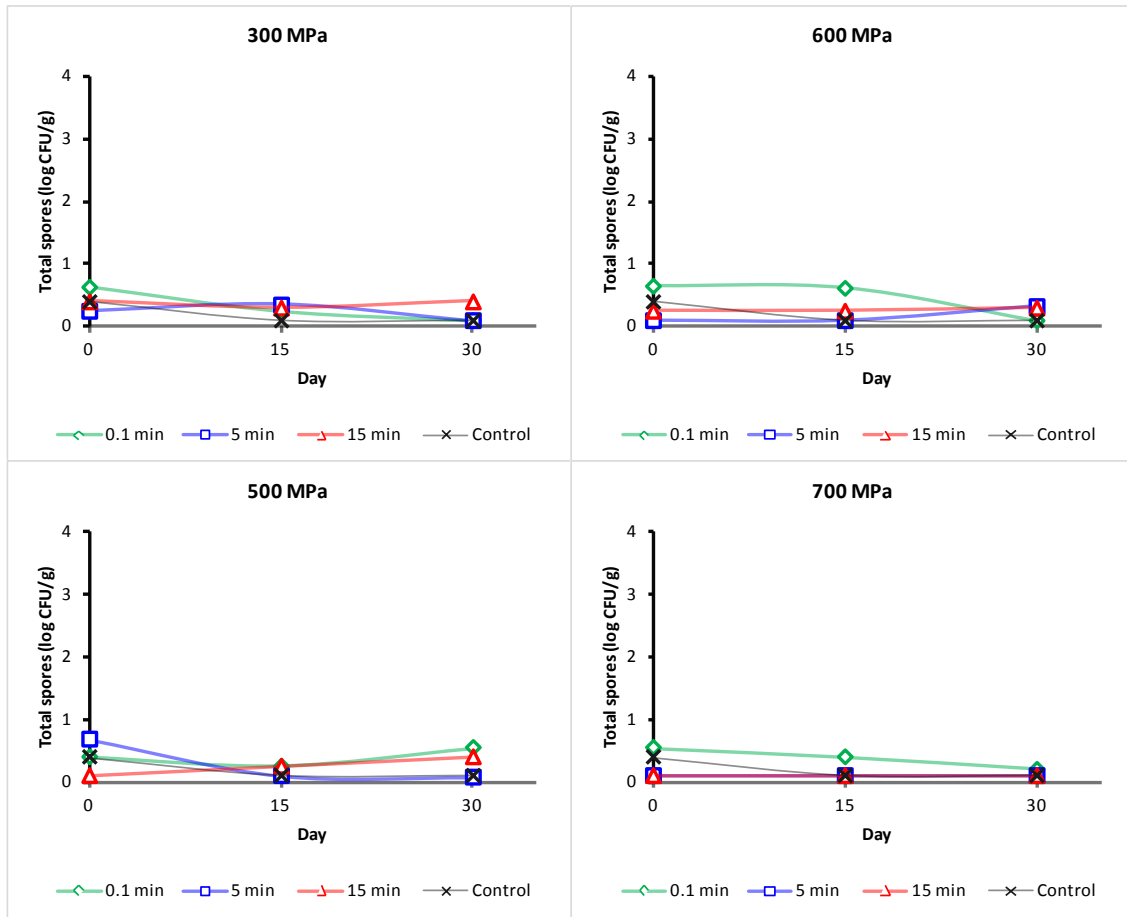 300 MPa
4
3
2
1
0
Total spores (log CFU/g)
0 15 30
Day
0.1 min 5 min 15 min Control
600 MPa
4
3
2
1
0
Total spores (log CFU/g)
0 15 30
Day
0.1 min 5 min 15 min Control
500 MPa
4
3
2
1
0
Total spores (log CFU/g)
0 15 30
Day
0.1 min 5 min 15 min Control
700 MPa
4
3
2
1
0
Total spores (log CFU/g)
0 15 30
Day
0.1 min 5 min 15 min Control